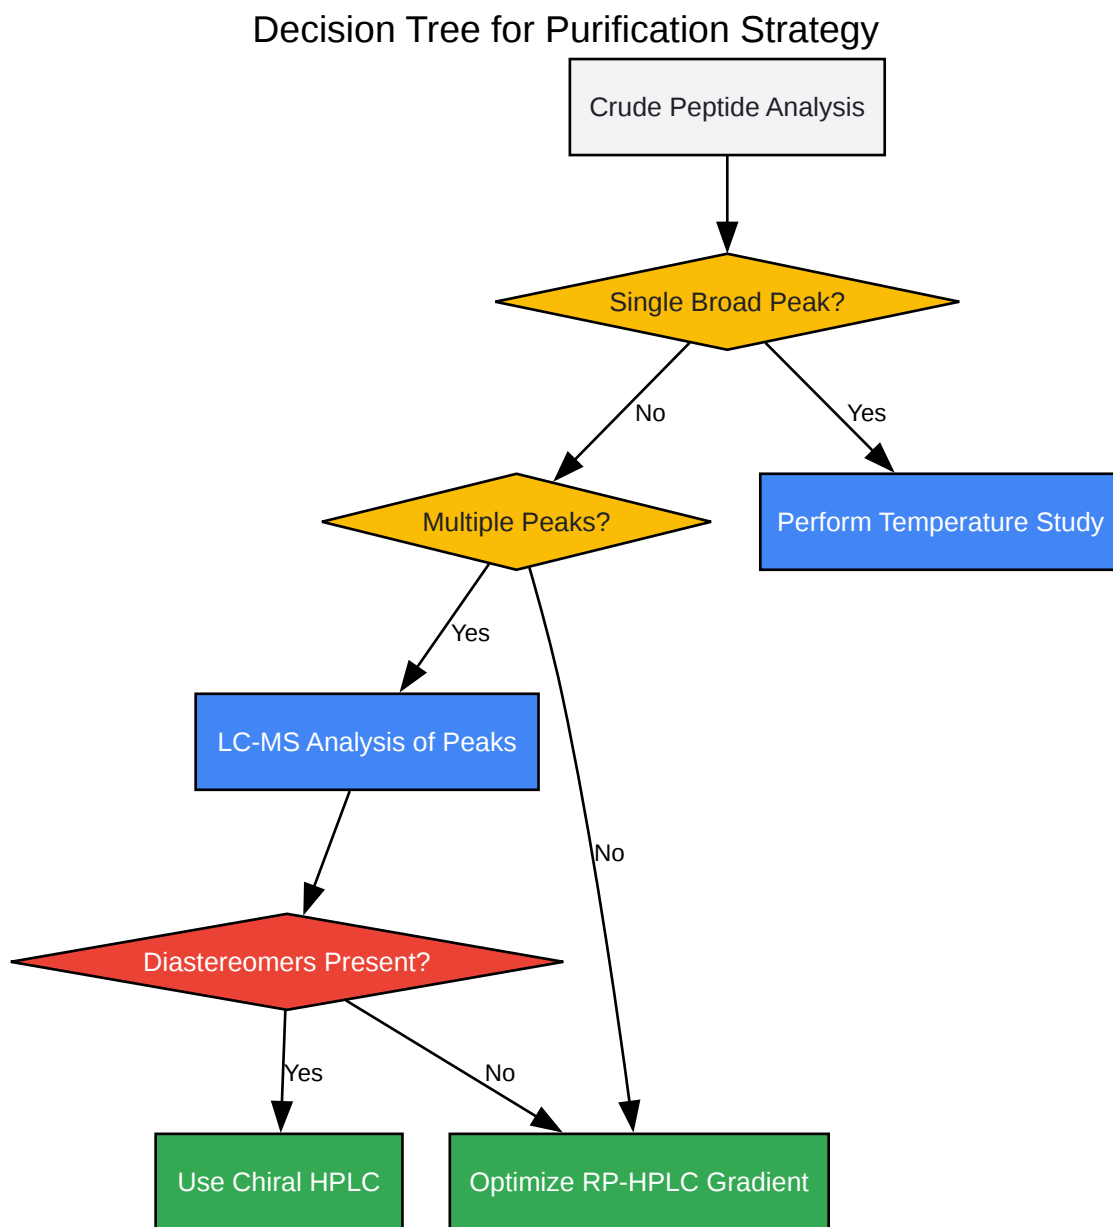 Decision Tree for Purification Strategy
Crude Peptide Analysis
Single Broad Peak?
No
Yes
Multiple Peaks?
Perform Temperature Study
Yes
LC-MS Analysis of Peaks
No
Diastereomers Present?
Yes
No
Use Chiral HPLC
Optimize RP-HPLC Gradient